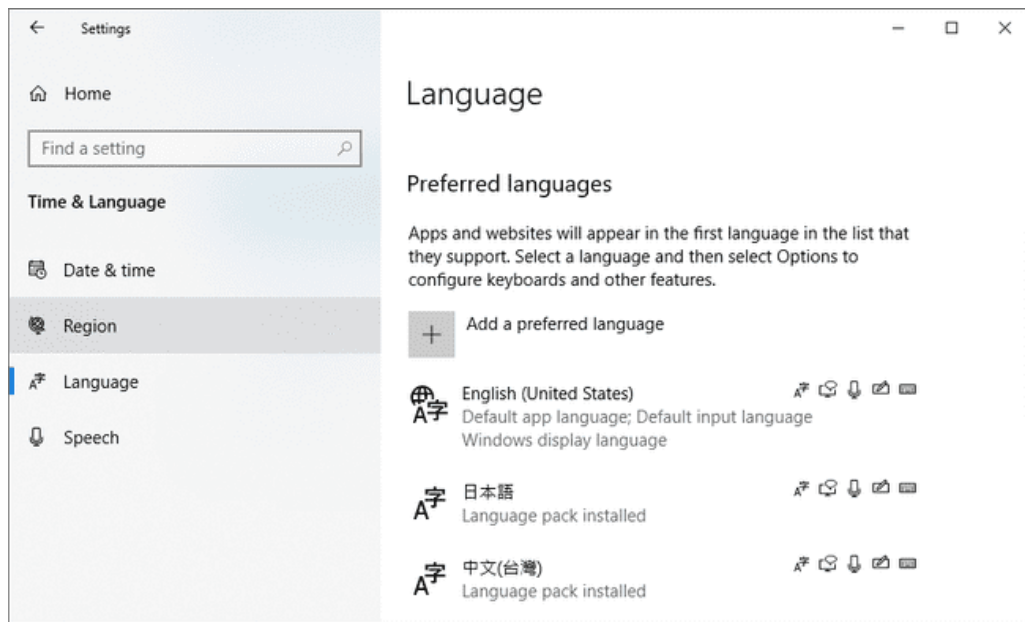 Settings
Home
Find a setting
Time & Language
Date & time
Region
Language
Speech
Language
Preferred languages
Apps and websites will appear in the first language in the list that
they support. Select a language and then select Options to
configure keyboards and other features.
Add a preferred language
English (United States)
Default app language; Default input language
Windows display language
日本語
Language pack installed
中文(台灣)
Language pack installed